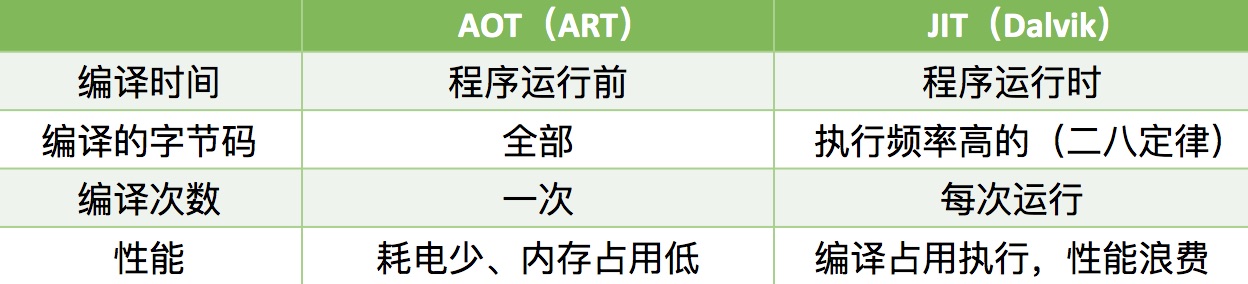 AOT（ART） JIT（Dalvik）
编译时间 程序运行前 程序运行时
编译的字节码 全部 执行频率高的（二八定律）
编译次数 一次 每次运行
性能 耗电少、内存占用低 编译占用执行，性能浪费